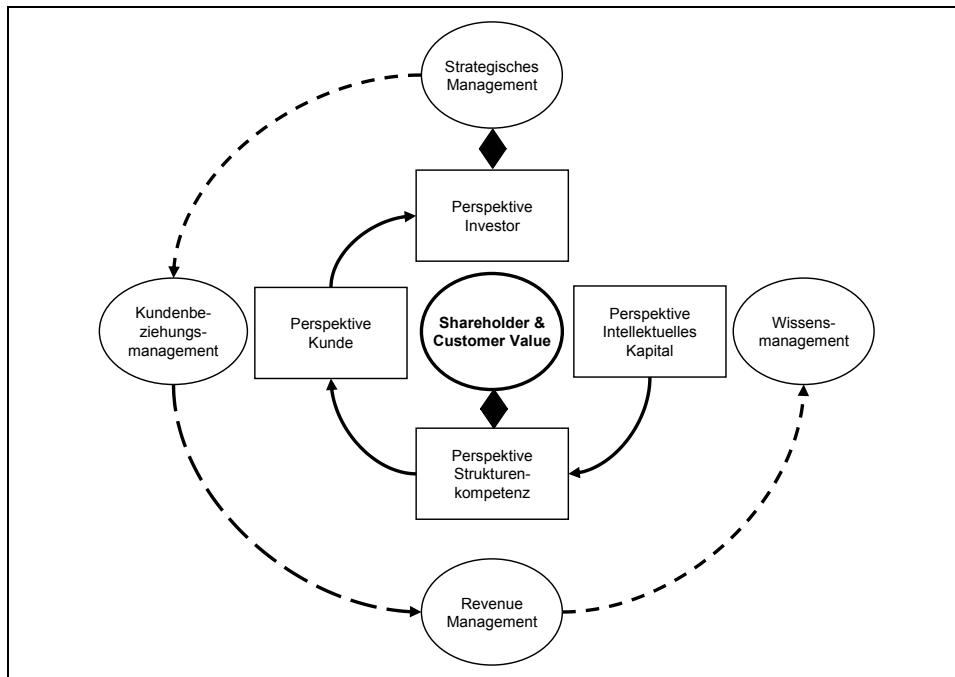 Strategisches
Management
Perspektive
Investor
Kundenbe-
ziehungs-
management
Perspektive
Kunde
Shareholder &
Customer Value
Perspektive
Intellektuelles
Kapital
Wissens-
management
Perspektive
Strukturen-
kompetenz
Revenue
Management